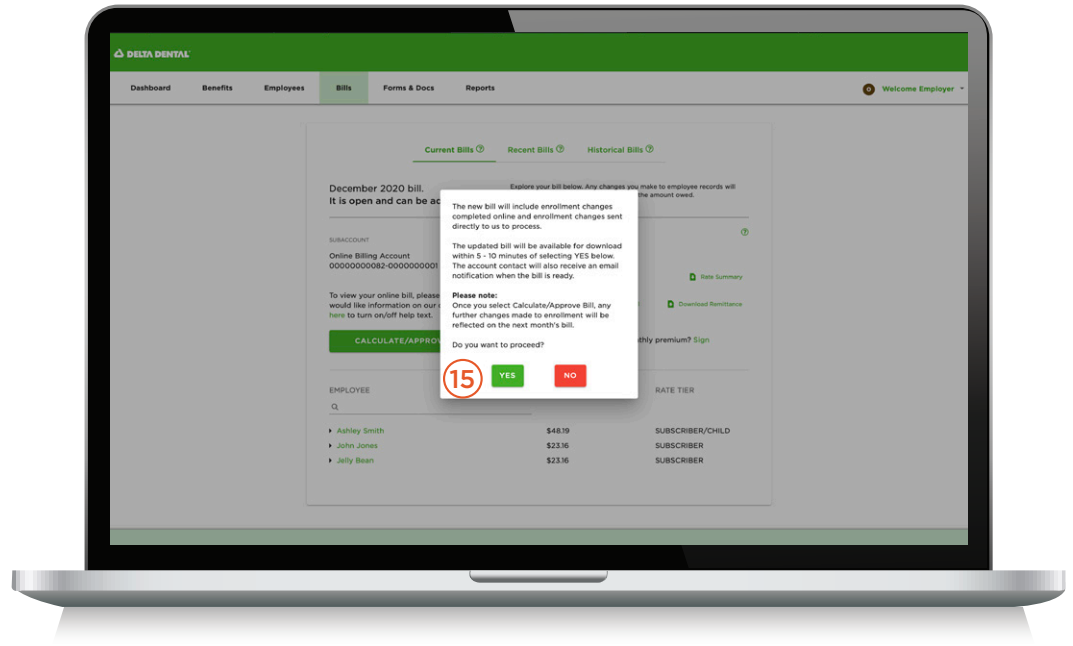 DELTA DENTAL
Dashboard Benefits Employees Bills Forms & Docs Reports Welcome Employer
Current Bills Recent Bills Historical Bills
December 2020 bill.
It is open and can be ad
Explore your bill below. Any changes you make to employee records will
the amount owed.
SUBACCOUNT
Online Billing Account
00000000082-0000000001
Rate Summary
To view your online bill, please
would like information on our
here to turn on/off help text.
Download Remittance
CALCULATE/APPROV
thly premium? Sign
The new bill will include enrollment changes
completed online and enrollment changes sent
directly to us to process.
The updated bill will be available for download
within 5 - 10 minutes of selecting YES below.
The account contact will also receive an email
notification when the bill is ready.
Please note:
Once you select Calculate/Approve Bill, any
further changes made to enrollment will be
reflected on the next month's bill.
Do you want to proceed?
15 YES NO
EMPLOYEE RATE TIER
Ashley Smith $48.19 SUBSCRIBER/CHILD
John Jones $23.16 SUBSCRIBER
Jelly Bean $23.16 SUBSCRIBER